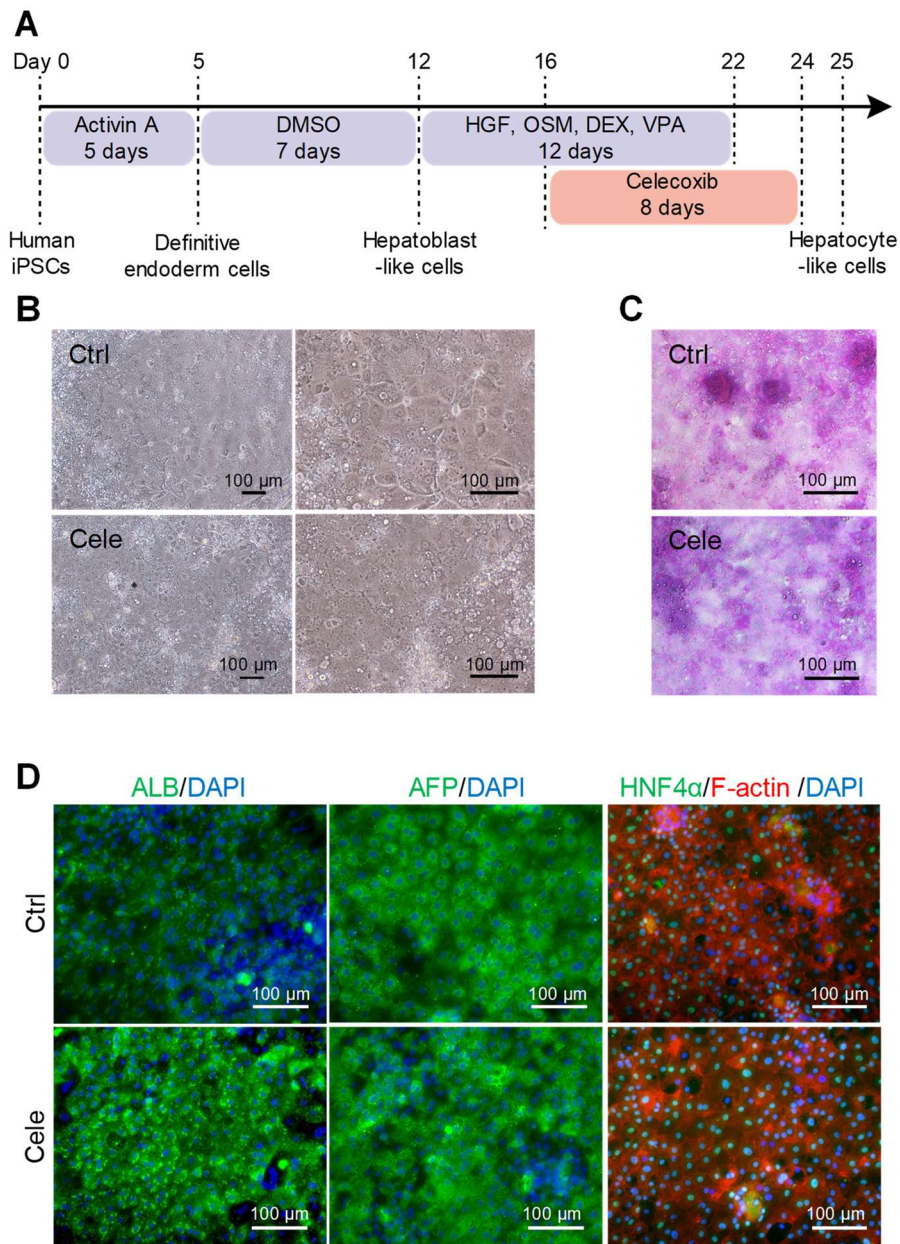 A
Day 0 5 12 16 22 24 25
Activin A
5 days
DMSO
7 days
HGF, OSM, DEX, VPA
12 days
Celecoxib
8 days
Human
iPSCs
Definitive
endoderm cells
Hepatoblast
-like cells
Hepatocyte
-like cells
B
Ctrl
100 µm
100 µm
Cele
100 µm
100 µm
C
Ctrl
100 µm
Cele
100 µm
D
ALB/DAPI
AFP/DAPI
HNF4α/F-actin /DAPI
Ctrl
100 µm
100 µm
100 µm
Cele
100 µm
100 µm
100 µm